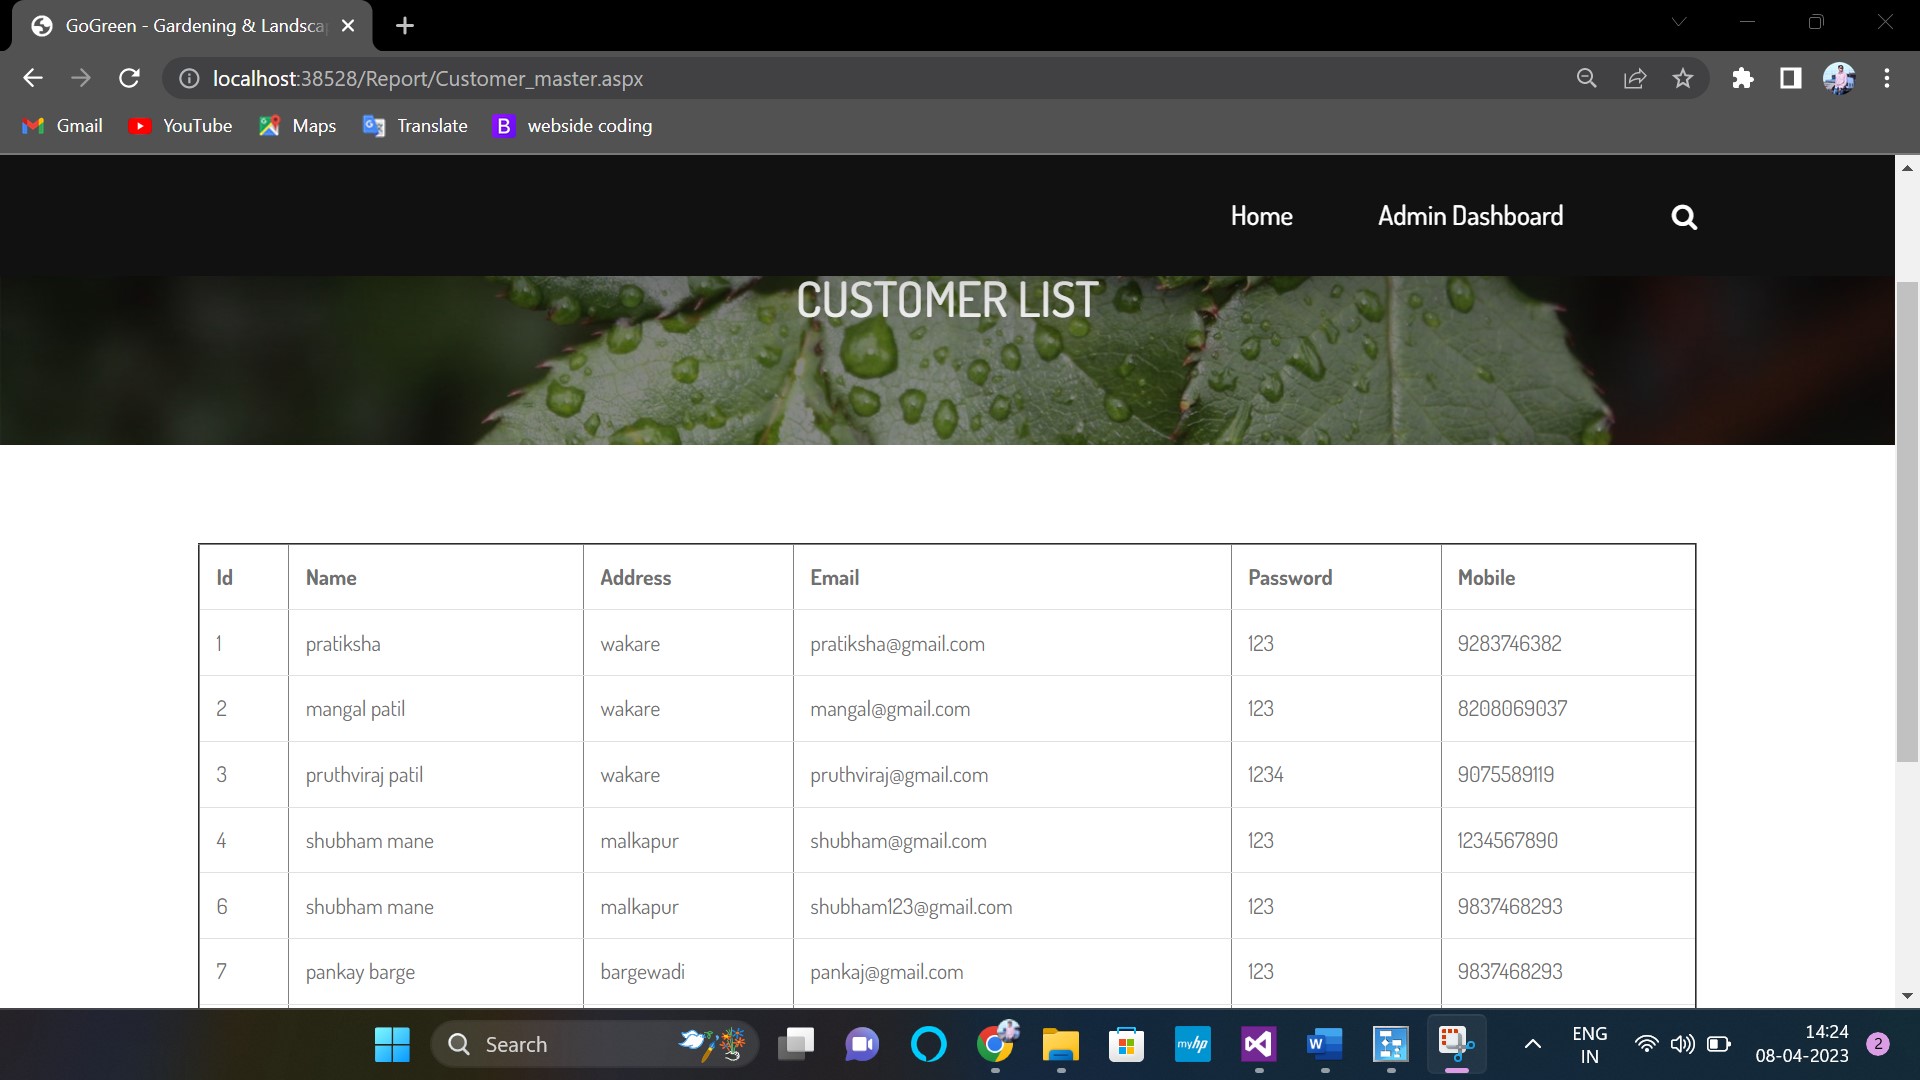 GoGreen - Gardening & Landsca
localhost:38528/Report/Customer_master.aspx
Gmail YouTube Maps Translate B webside coding
Home Admin Dashboard
CUSTOMER LIST
Id Name Address Email Password Mobile
1 pratiksha wakare pratiksha@gmail.com 123 9283746382
2 mangal patil wakare mangal@gmail.com 123 8208069037
3 pruthviraj patil wakare pruthviraj@gmail.com 1234 9075589119
4 shubham mane malkapur shubham@gmail.com 123 1234567890
6 shubham mane malkapur shubham123@gmail.com 123 9837468293
7 pankay barge bargewadi pankaj@gmail.com 123 9837468293
Search myhp W ENG 14:24
IN 08-04-2023 2